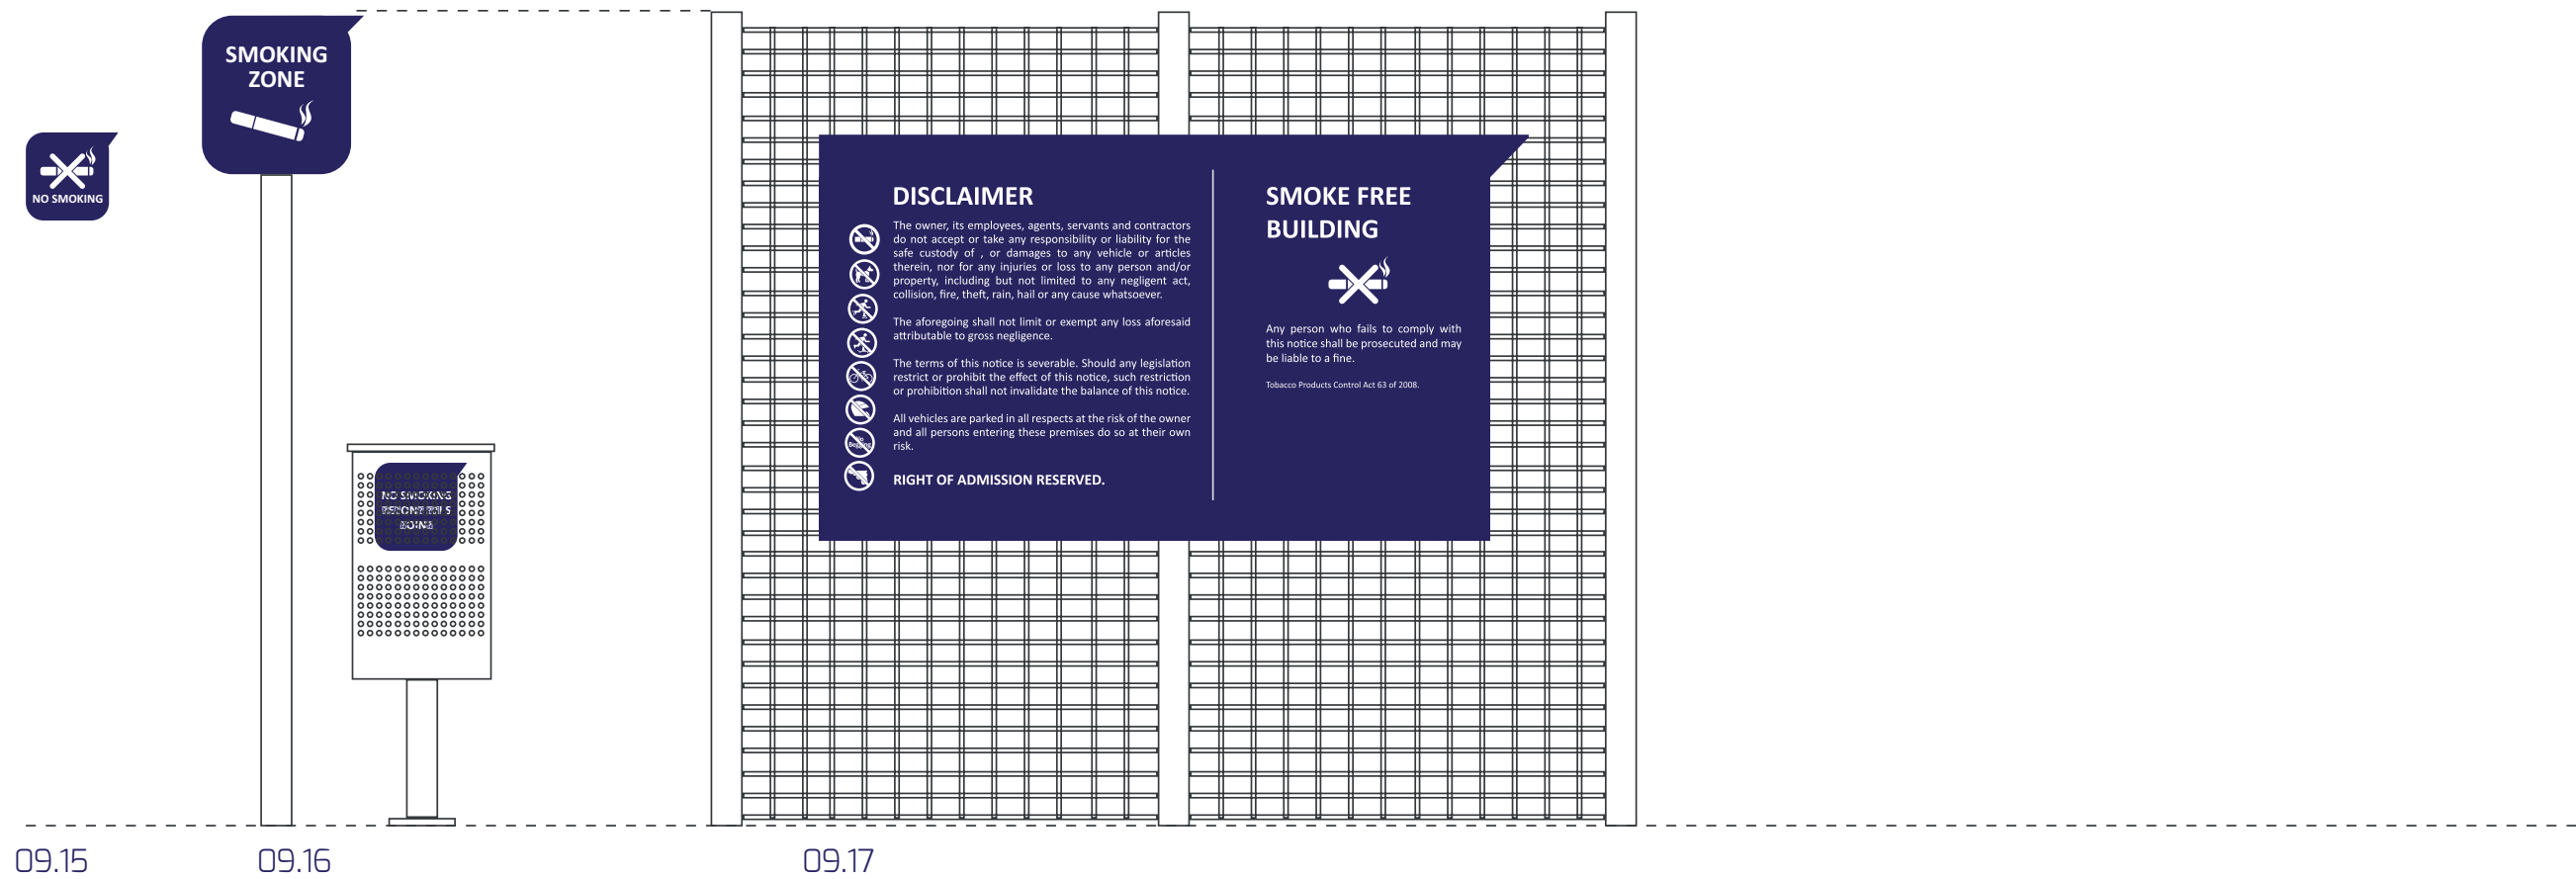 SMOKING
ZONE
NO SMOKING
NO SMOKING
BEYOND THIS
POINT
DISCLAIMER
The owner, its employees, agents, servants and contractors
do not accept or take any responsibility or liability for the
safe custody of , or damages to any vehicle or articles
therein, nor for any injuries or loss to any person and/or
property, including but not limited to any negligent act,
collision, fire, theft, rain, hail or any cause whatsoever.
The aforegoing shall not limit or exempt any loss aforesaid
attributable to gross negligence.
The terms of this notice is severable. Should any legislation
restrict or prohibit the effect of this notice, such restriction
or prohibition shall not invalidate the balance of this notice.
All vehicles are parked in all respects at the risk of the owner
and all persons entering these premises do so at their own
risk.
No
Begging
RIGHT OF ADMISSION RESERVED.
SMOKE FREE
BUILDING
Any person who fails to comply with
this notice shall be prosecuted and may
be liable to a fine.
Tobacco Products Control Act 63 of 2008.
09.15
09.16
09.17